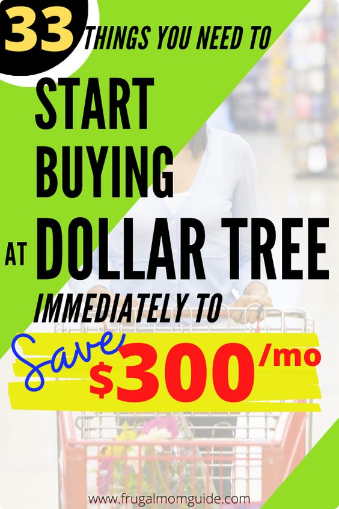 33 THINGS YOU NEED TO
START
BUYING
AT DOLLAR TREE
IMMEDIATELY TO
Save
$300/mo
www.frugalmomguide.com